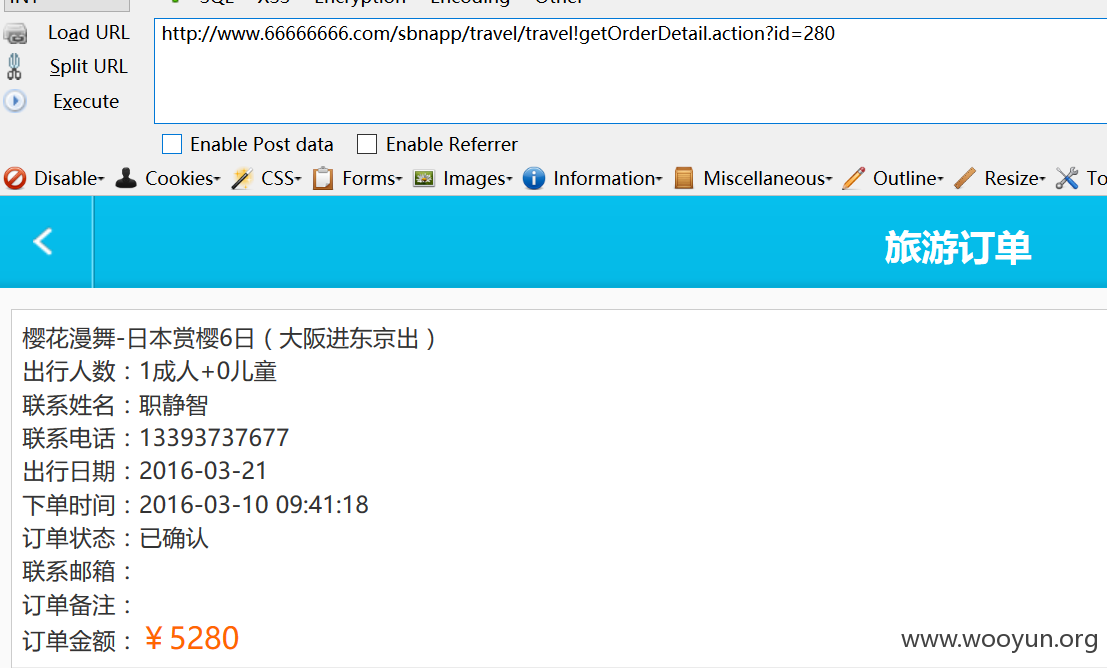 SQL XSS Encryption Encoding Other
Load URL
http://www.66666666.com/sbnapp/travel/travel!getOrderDetail.action?id=280
Split URL
Execute
Enable Post data Enable Referrer
Disable Cookies CSS Forms Images Information Miscellaneous Outline Resize To
旅游订单
樱花漫舞-日本赏樱6日（大阪进东京出）
出行人数：1成人+0儿童
联系姓名：职静智
联系电话：13393737677
出行日期：2016-03-21
下单时间：2016-03-10 09:41:18
订单状态：已确认
联系邮箱：
订单备注：
订单金额：￥5280
www.wooyun.org